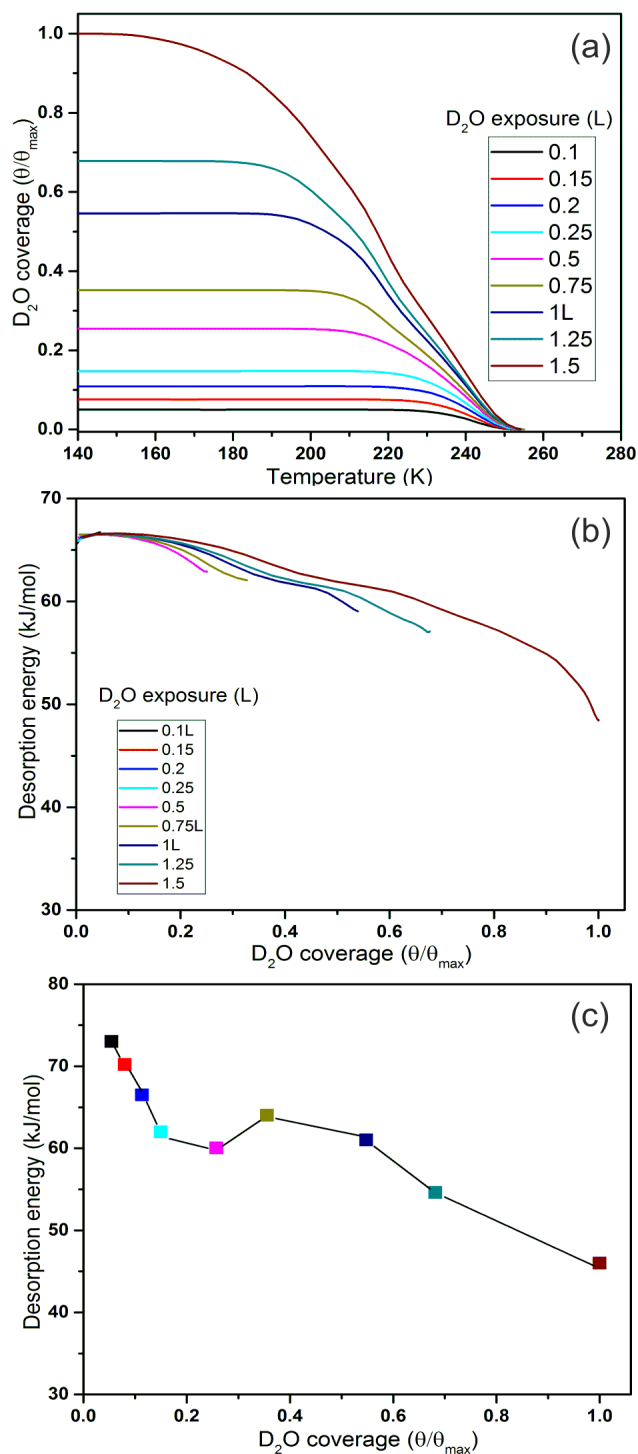 (a)
D₂O coverage (θ/θmax)
1.0
0.8
0.6
0.4
0.2
0.0
D₂O exposure (L)
0.1
0.15
0.2
0.25
0.5
0.75
1L
1.25
1.5
140 160 180 200 220 240 260 280
Temperature (K)
(b)
Desorption energy (kJ/mol)
70
60
50
40
30
D₂O exposure (L)
0.1L
0.15
0.2
0.25
0.5
0.75L
1L
1.25
1.5
0.0 0.2 0.4 0.6 0.8 1.0
D₂O coverage (θ/θmax)
(c)
Desorption energy (kJ/mol)
80
70
60
50
40
30
0.0 0.2 0.4 0.6 0.8 1.0
D₂O coverage (θ/θmax)